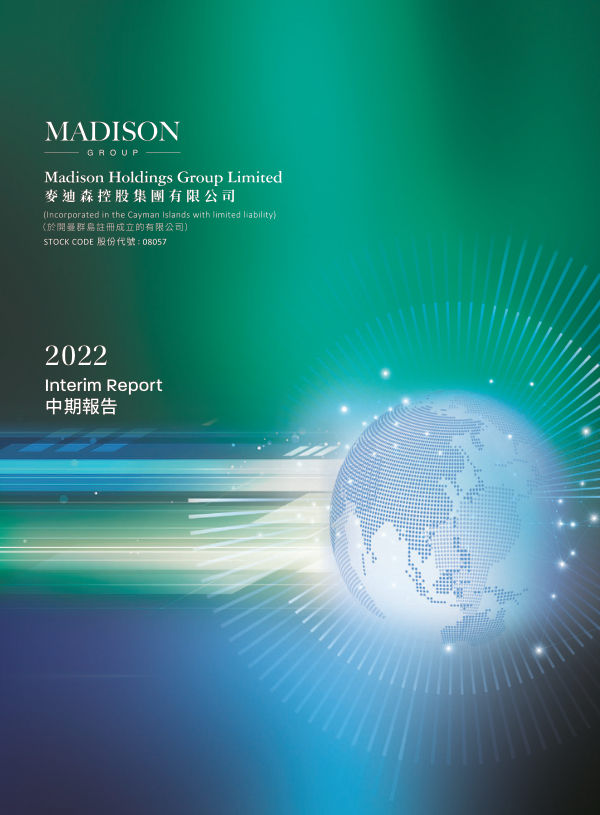 MADISON
GROUP
Madison Holdings Group Limited
麥迪森控股集團有限公司
(Incorporated in the Cayman Islands with limited liability)
(於開曼群島註冊成立的有限公司)
STOCK CODE 股份代號 : 08057
2022
Interim Report
中期報告